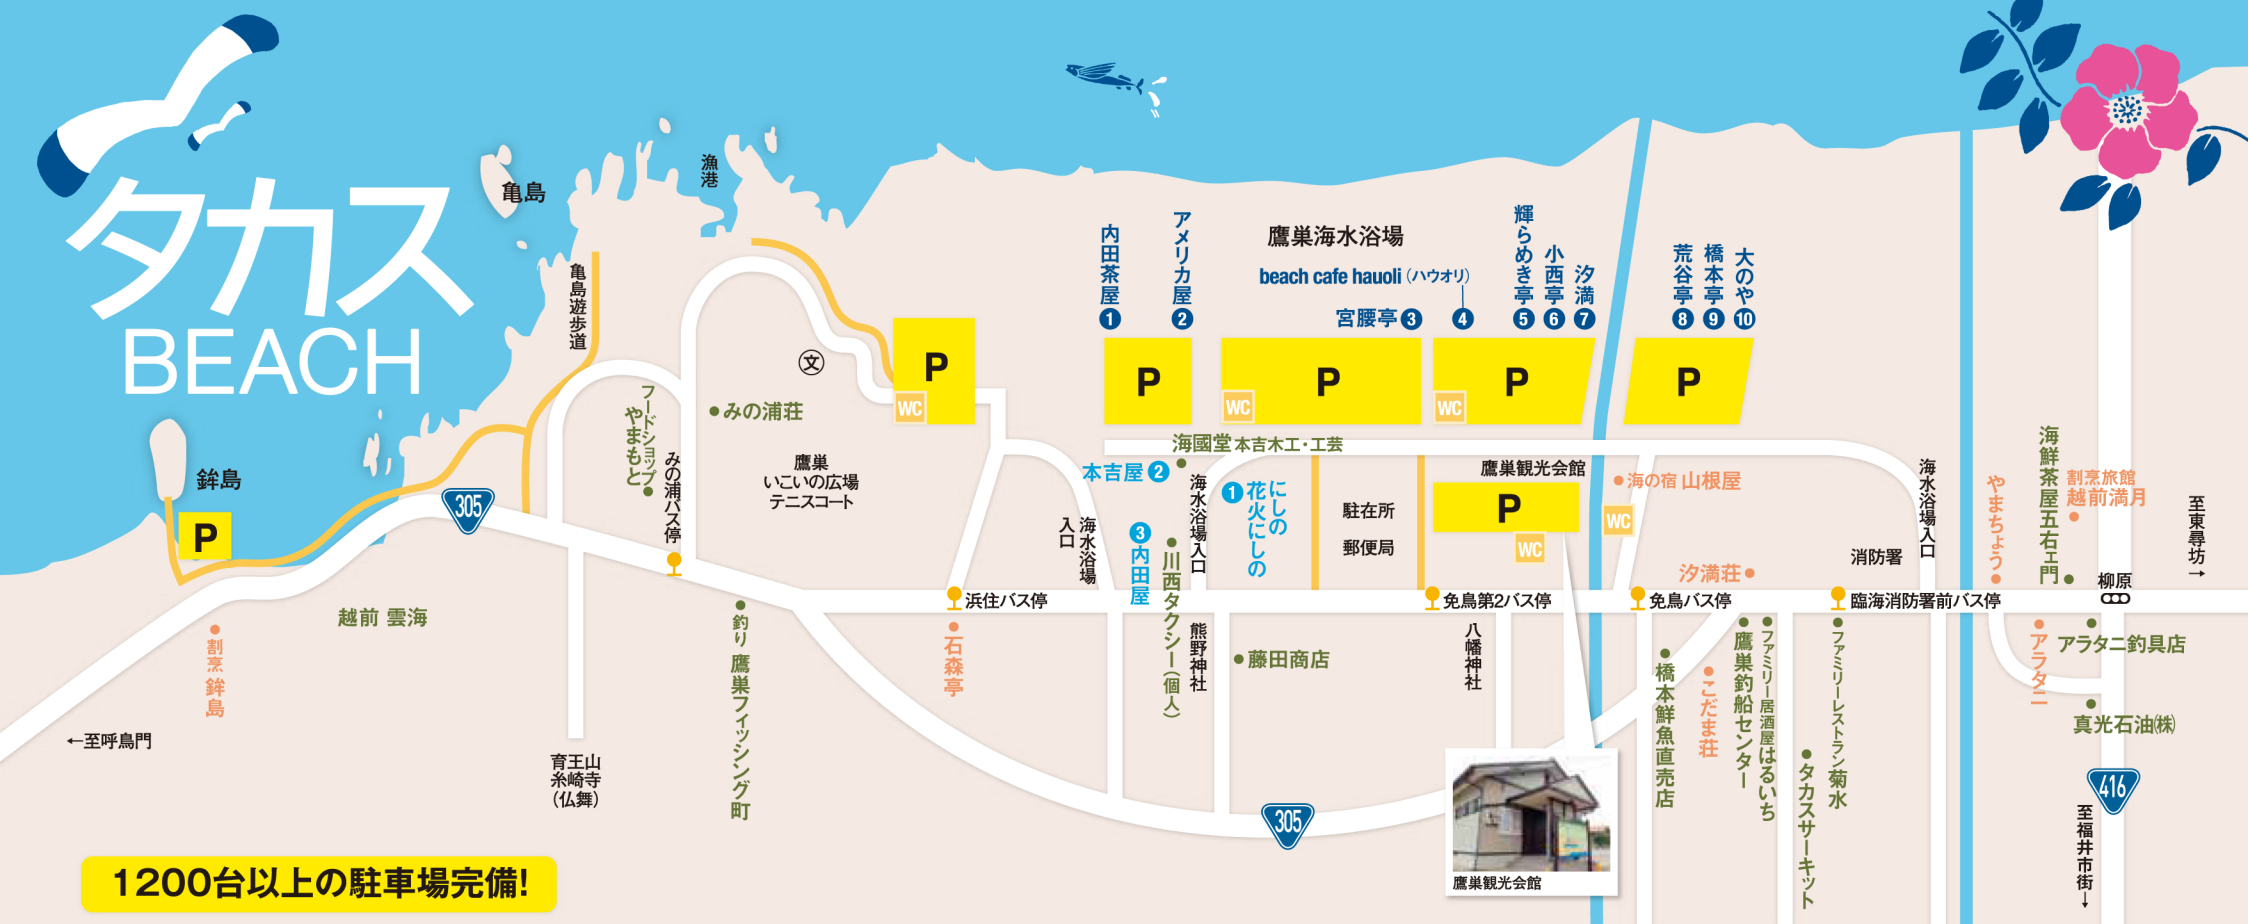 タカス
BEACH
亀島
漁港
亀島遊歩道
鉾島
P
305
フードショップ
やまもと
みの浦バス停
みの浦荘
鷹巣
いこいの広場
テニスコート
文
P
WC
内田茶屋
1
アメリカ屋
2
鷹巣海水浴場
beach cafe hauoli(ハウオリ)
宮腰亭 3
4
輝らめき亭
5
小西亭
6
汐満
7
荒谷亭
8
橋本亭
9
大のや
10
P
P
WC
P
WC
P
海國堂 本吉木工・工芸
本吉屋 2
海水浴場入口
1
花火にしの
にしの
駐在所
郵便局
鷹巣観光会館
P
WC
WC
海の宿 山根屋
海水浴場
入口
3
内田屋
川西タクシー(個人)
熊野神社
藤田商店
浜住バス停
石森亭
免鳥第2バス停
八幡神社
免鳥バス停
汐満荘
消防署
海水浴場入口
臨海消防署前バス停
やまちょう
海鮮茶屋五右ェ門
割烹旅館
越前満月
至東尋坊→
柳原
アラタニ
アラタニ釣具店
真光石油㈱
416
至福井市街→
越前 雲海
割烹 鉾島
←至呼鳥門
育王山
糸崎寺
(仏舞)
釣り 鷹巣フィッシング町
305
橋本鮮魚直売店
こだま荘
鷹巣釣船センター
ファミリー居酒屋はるいち
ファミリーレストラン菊水
タカスサーキット
鷹巣観光会館
1200台以上の駐車場完備!